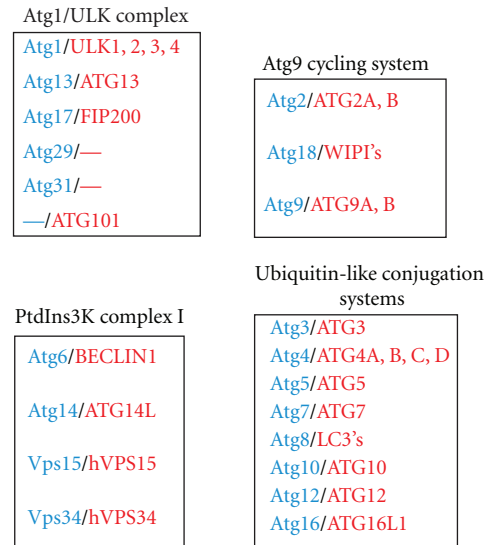 Atg1/ULK complex
Atg1/ULK1, 2, 3, 4
Atg13/ATG13
Atg17/FIP200
Atg29/—
Atg31/—
—/ATG101
Atg9 cycling system
Atg2/ATG2A, B
Atg18/WIPI's
Atg9/ATG9A, B
PtdIns3K complex I
Atg6/BECLIN1
Atg14/ATG14L
Vps15/hVPS15
Vps34/hVPS34
Ubiquitin-like conjugation
systems
Atg3/ATG3
Atg4/ATG4A, B, C, D
Atg5/ATG5
Atg7/ATG7
Atg8/LC3's
Atg10/ATG10
Atg12/ATG12
Atg16/ATG16L1